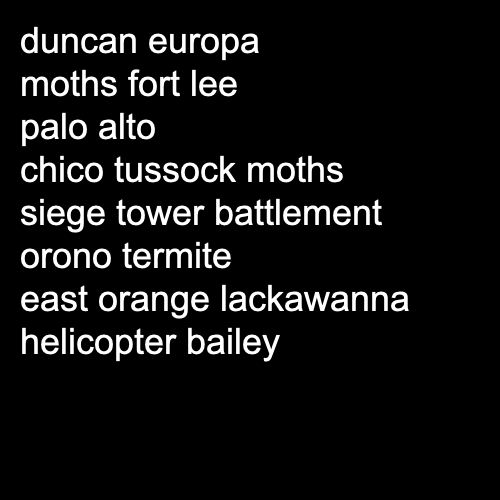 duncan europa
moths fort lee
palo alto
chico tussock moths
siege tower battlement
orono termite
east orange lackawanna
helicopter bailey